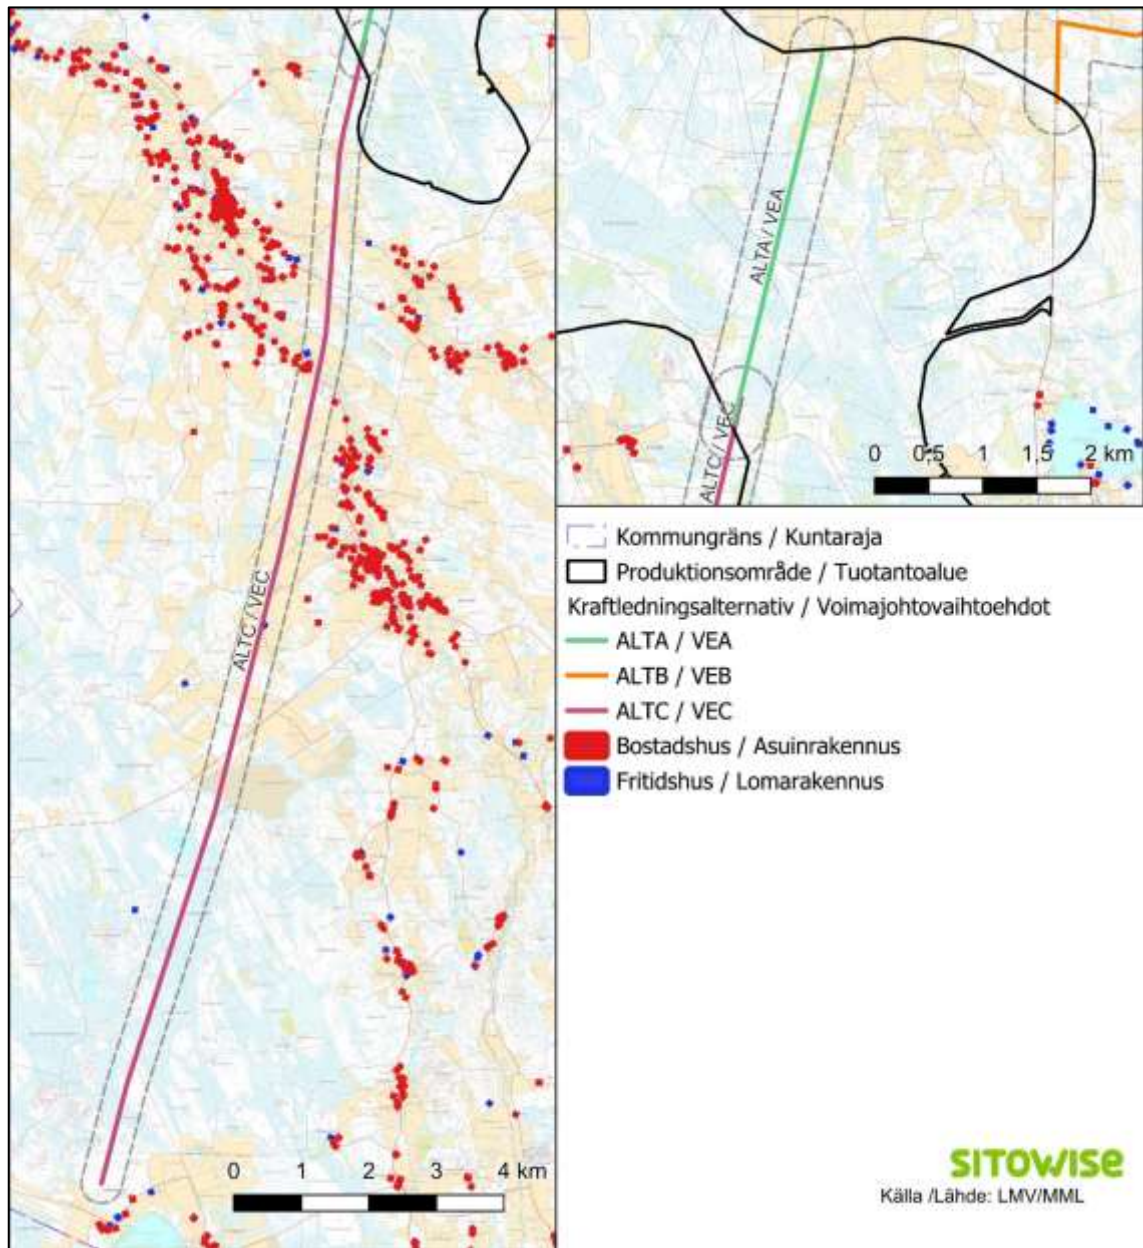 ALTC / VEC
0 1 2 3 4 km
ALTA / VEA
ALTC / VEC
0 0,5 1 1,5 2 km
Kommungräns / Kuntaraja
Produktionsområde / Tuotantoalue
Kraftledningsalternativ / Voimajohtovaihtoehdot
ALTA / VEA
ALTB / VEB
ALTC / VEC
Bostadshus / Asuinrakennus
Fritidshus / Lomarakennus
SITOWISE
Källa /Lähde: LMV/MML